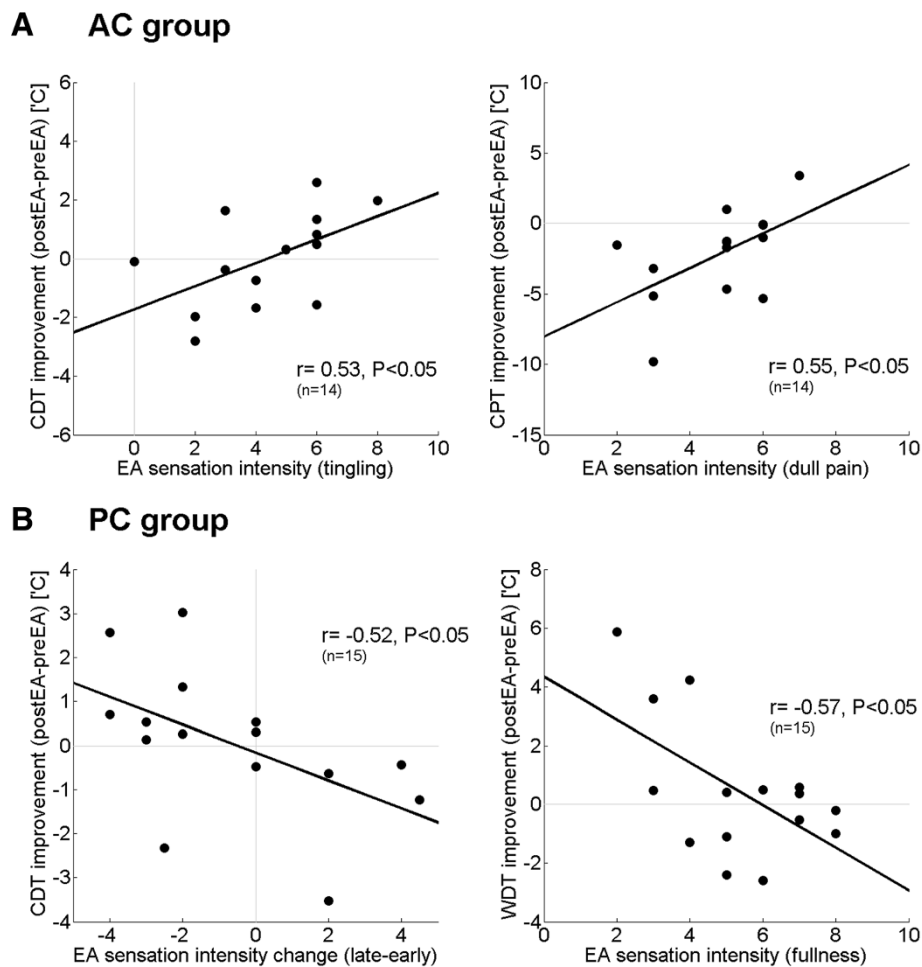 A AC group
CDT improvement (postEA-preEA) ['C]
6
4
2
0
-2
-4
-6
0
2
4
6
8
10
r= 0.53, P<0.05
(n=14)
EA sensation intensity (tingling)
CPT improvement (postEA-preEA) ['C]
10
5
0
-5
-10
-15
0
2
4
6
8
10
r= 0.55, P<0.05
(n=14)
EA sensation intensity (dull pain)
B PC group
CDT improvement (postEA-preEA) ['C]
4
3
2
1
0
-1
-2
-3
-4
-4
-2
0
2
4
r= -0.52, P<0.05
(n=15)
EA sensation intensity change (late-early)
WDT improvement (postEA-preEA) ['C]
8
6
4
2
0
-2
-4
0
2
4
6
8
10
r= -0.57, P<0.05
(n=15)
EA sensation intensity (fullness)